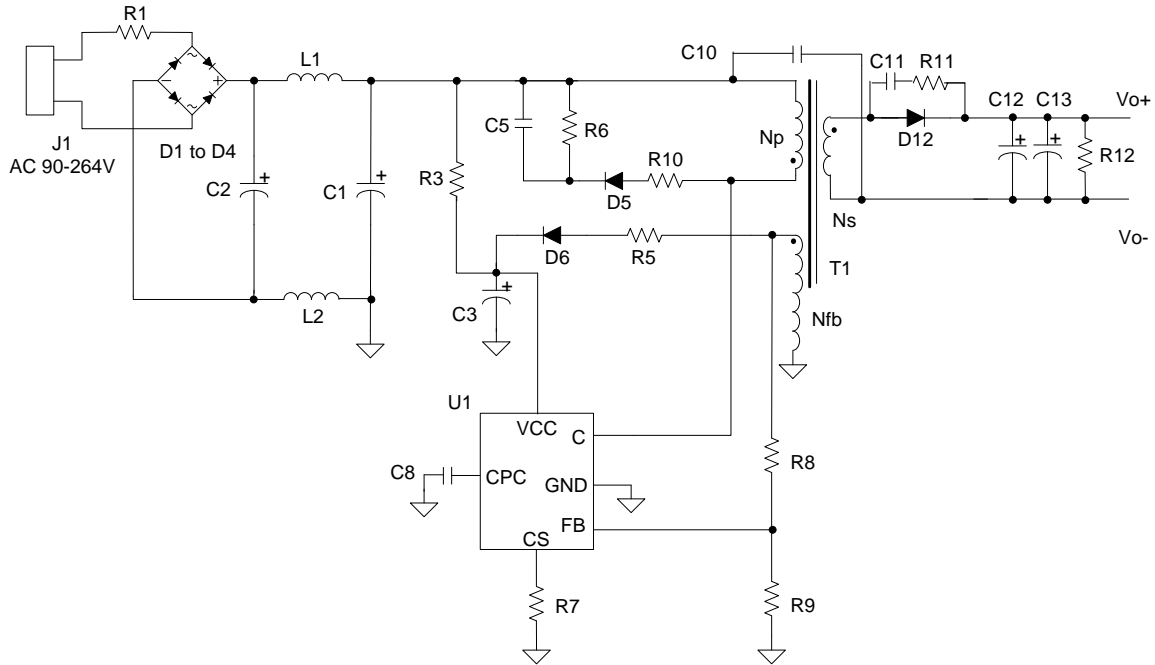 R1
C10
L1
C11 R11
C12 C13
Vo+
J1
AC 90-264V
D1 to D4
C5
R6
Np
D12
R12
C2
C1
R3
R10
D5
Ns
Vo-
D6
R5
T1
C3
L2
Nfb
U1
VCC
C
C8
CPC
GND
R8
FB
CS
R7
R9
+
+
+
+
+
~
~
-
+